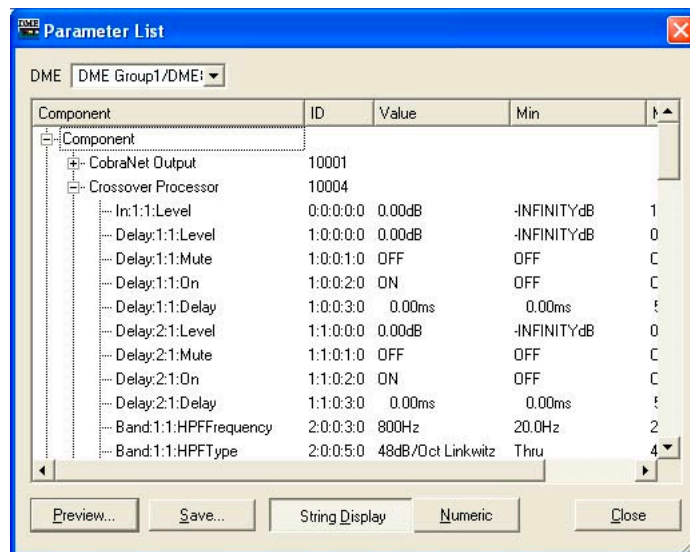 DME Parameter List
DME DME Group1/DME
Component ID Value Min
Component
CobraNet Output 10001
Crossover Processor 10004
In:1:1:Level 0:0:0:0:0 0.00dB -INFINITYdB 1
Delay:1:1:Level 1:0:0:0:0 0.00dB -INFINITYdB 0
Delay:1:1:Mute 1:0:0:1:0 OFF OFF
Delay:1:1:On 1:0:0:2:0 ON OFF
Delay:1:1:Delay 1:0:0:3:0 0.00ms 0.00ms
Delay:2:1:Level 1:1:0:0:0 0.00dB -INFINITYdB 0
Delay:2:1:Mute 1:1:0:1:0 OFF OFF
Delay:2:1:On 1:1:0:2:0 ON OFF
Delay:2:1:Delay 1:1:0:3:0 0.00ms 0.00ms
Band:1:1:HPFFrequency 2:0:0:3:0 800Hz 20.0Hz 2
Band:1:1:HPFType 2:0:0:5:0 48dB/Oct Linkwitz Thru 4
Preview... Save... String Display Numeric Close